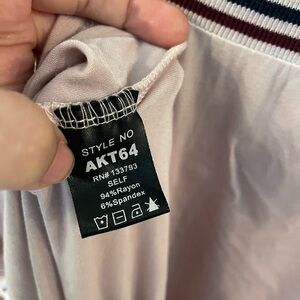 STYLE NO
AKT64
RN# 133793
SELF
94%Rayon
6%Spandex